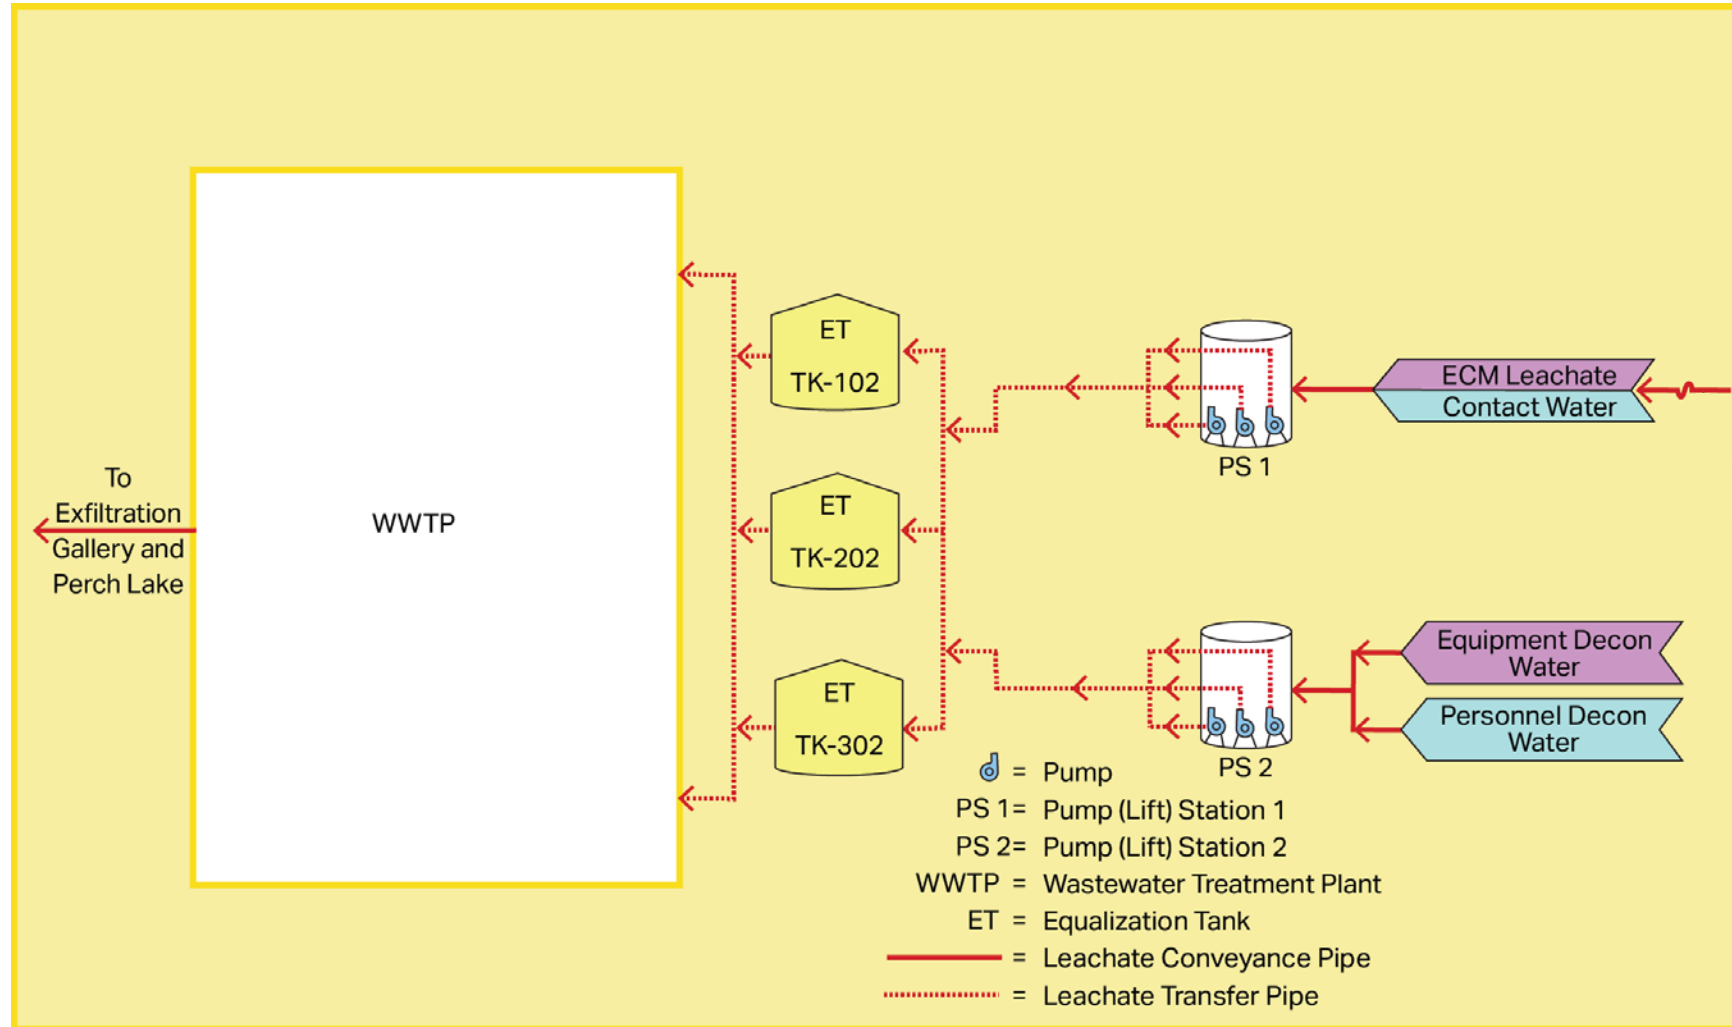 To
Exfiltration
Gallery and
Perch Lake
WWTP
ET
TK-102
ET
TK-202
ET
TK-302
PS 1
ECM Leachate
Contact Water
PS 2
Equipment Decon
Water
Personnel Decon
Water
= Pump
PS 1= Pump (Lift) Station 1
PS 2= Pump (Lift) Station 2
WWTP = Wastewater Treatment Plant
ET = Equalization Tank
= Leachate Conveyance Pipe
= Leachate Transfer Pipe